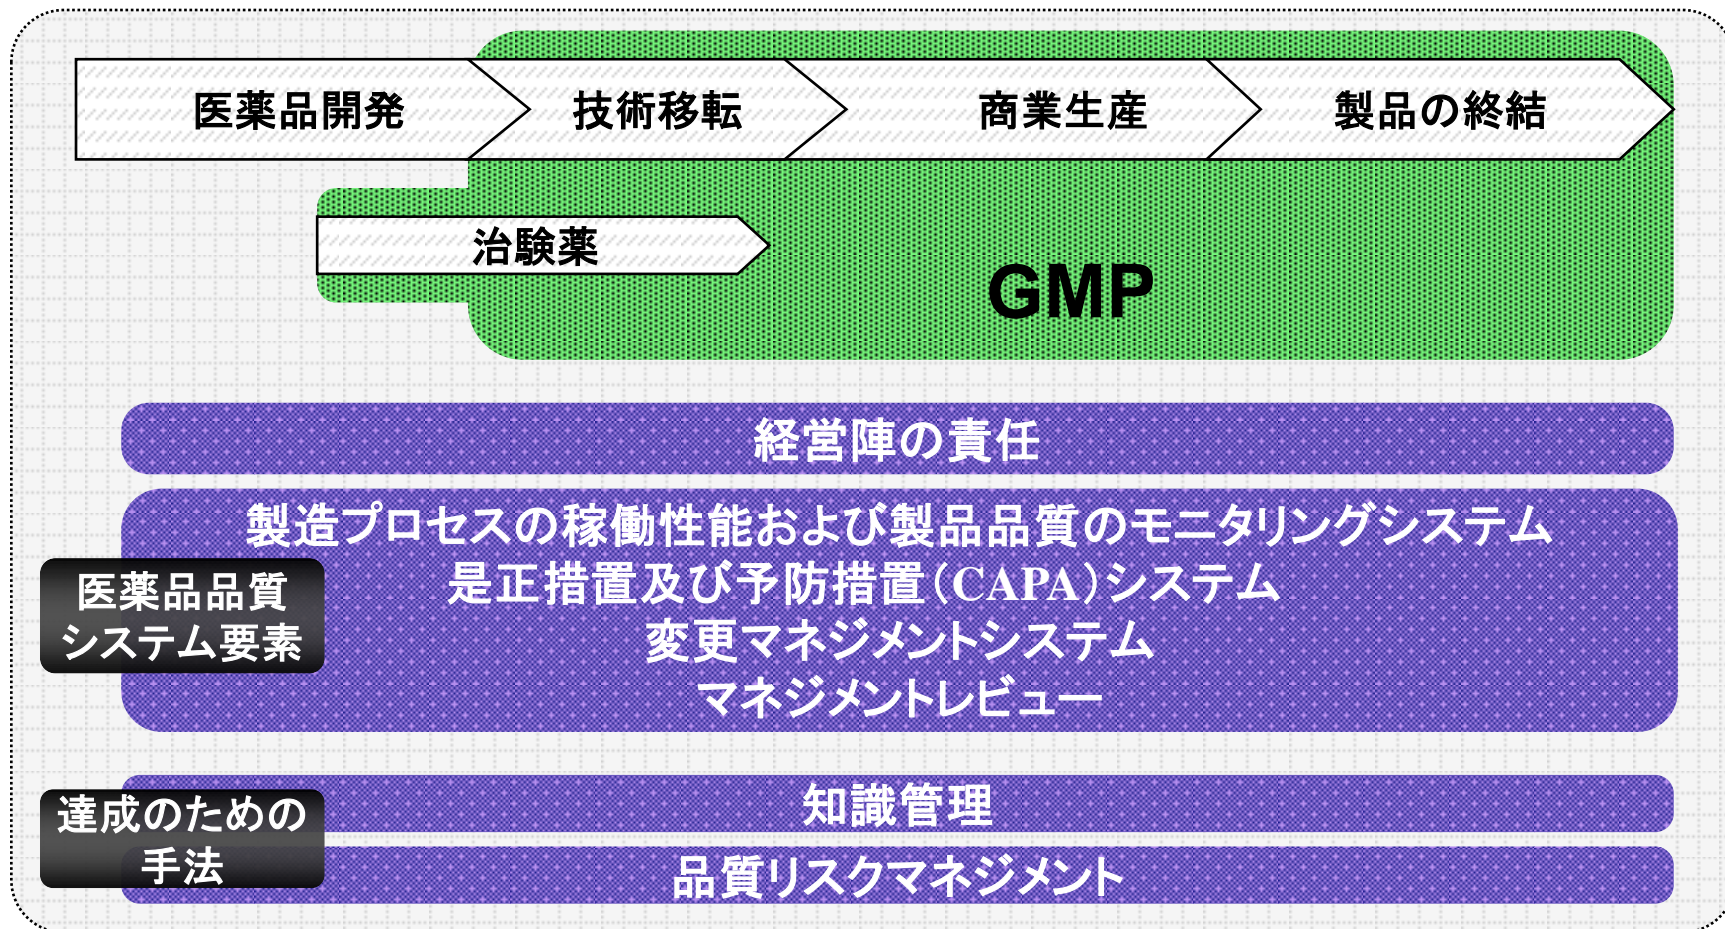 医薬品開発
技術移転
商業生産
製品の終結
治験薬
GMP
経営陣の責任
製造プロセスの稼働性能および製品品質のモニタリングシステム
是正措置及び予防措置（CAPA）システム
変更マネジメントシステム
マネジメントレビュー
医薬品品質
システム要素
知識管理
達成のための
手法
品質リスクマネジメント